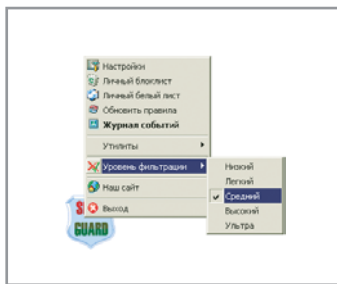 Настройки
Личный блоклист
Личный белый лист
Обновить правила
Журнал событий
Утилиты
Уровень фильтрации
Наш сайт
Выход
Низкий
Легкий
Средний
Высокий
Ультра
S
GUARD